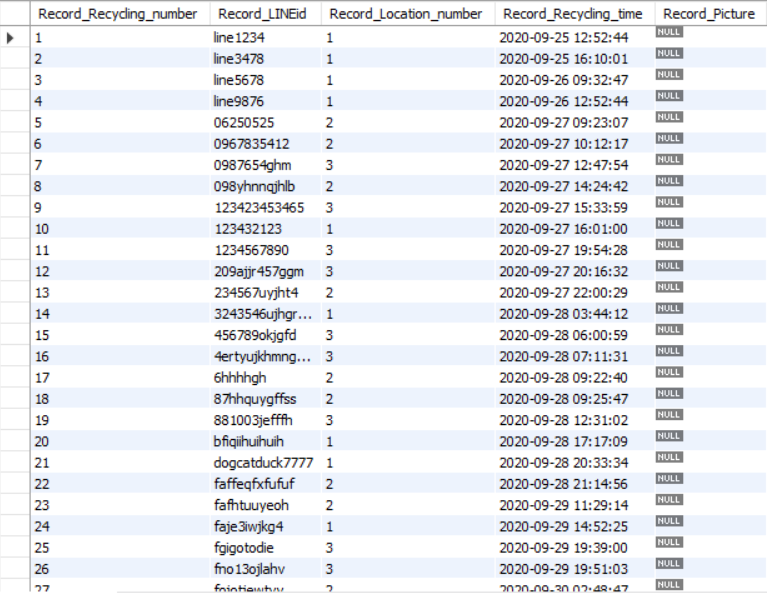 Record_Recycling_number Record_LINEid Record_Location_number Record_Recycling_time Record_Picture
1 line1234 1 2020-09-25 12:52:44 NULL
2 line3478 1 2020-09-25 16:10:01 NULL
3 line5678 1 2020-09-26 09:32:47 NULL
4 line9876 1 2020-09-26 12:52:44 NULL
5 06250525 2 2020-09-27 09:23:07 NULL
6 0967835412 2 2020-09-27 10:12:17 NULL
7 0987654ghm 3 2020-09-27 12:47:54 NULL
8 098yhnnqjhlb 2 2020-09-27 14:24:42 NULL
9 123423453465 3 2020-09-27 15:33:59 NULL
10 123432123 1 2020-09-27 16:01:00 NULL
11 1234567890 3 2020-09-27 19:54:28 NULL
12 209ajjr457ggm 3 2020-09-27 20:16:32 NULL
13 234567uyjht4 2 2020-09-27 22:00:29 NULL
14 3243546ujhgr... 1 2020-09-28 03:44:12 NULL
15 456789okjgfd 3 2020-09-28 06:00:59 NULL
16 4ertyujkhmng... 3 2020-09-28 07:11:31 NULL
17 6hhhhgh 2 2020-09-28 09:22:40 NULL
18 87hhquygffss 2 2020-09-28 09:25:47 NULL
19 881003jefffh 3 2020-09-28 12:31:02 NULL
20 bfiqiihuihuih 1 2020-09-28 17:17:09 NULL
21 dogcatduck7777 1 2020-09-28 20:33:34 NULL
22 faffeqfxfufuf 2 2020-09-28 21:14:56 NULL
23 fafhtuuyeoh 2 2020-09-29 11:29:14 NULL
24 faje3iwjkg4 1 2020-09-29 14:52:25 NULL
25 fgigotodie 3 2020-09-29 19:39:00 NULL
26 fno13ojlahv 3 2020-09-29 19:51:03 NULL
27 2 2020-09-30 02:48:47 NULL